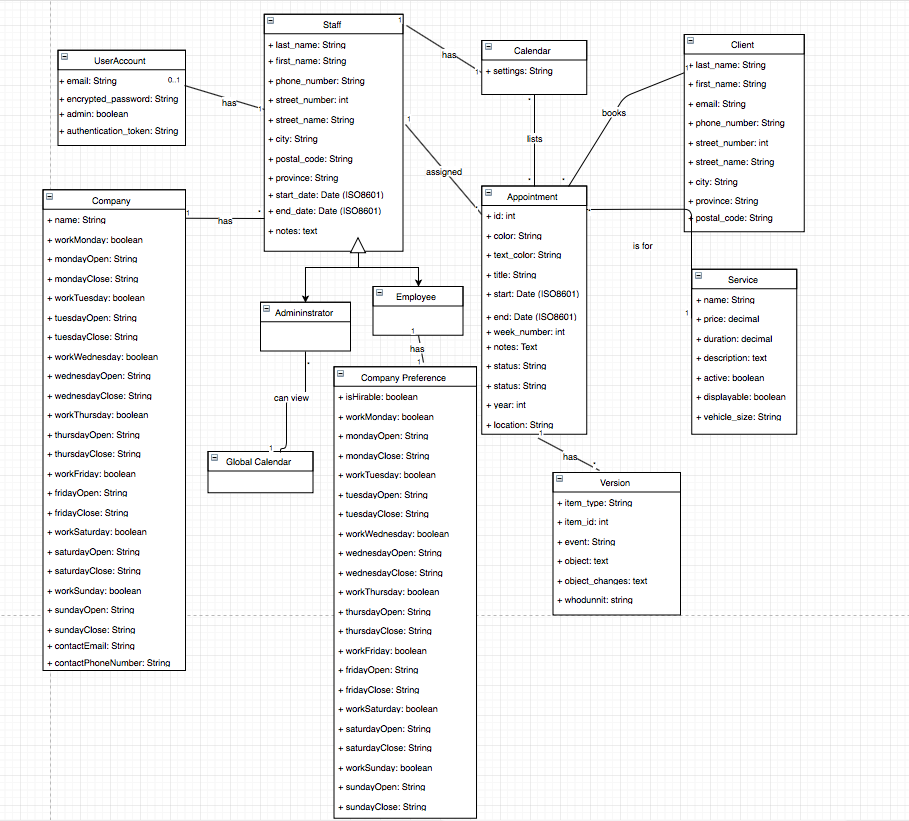 UserAccount
+ email: String
0..1
+ encrypted_password: String
+ admin: boolean
+ authentication_token: String
has
1
Staff
1
+ last_name: String
+ first_name: String
+ phone_number: String
+ street_number: int
+ street_name: String
+ city: String
+ postal_code: String
+ province: String
+ start_date: Date (ISO8601)
+ end_date: Date (ISO8601)
+ notes: text
has
1
Calendar
+ settings: String
*
lists
*
Client
1
+ last_name: String
+ first_name: String
+ email: String
+ phone_number: String
+ street_number: int
+ street_name: String
+ city: String
+ province: String
+ postal_code: String
books
*
1
assigned
*
Company
+ name: String
+ workMonday: boolean
+ mondayOpen: String
+ mondayClose: String
+ workTuesday: boolean
+ tuesdayOpen: String
+ tuesdayClose: String
+ workWednesday: boolean
+ wednesdayOpen: String
+ wednesdayClose: String
+ workThursday: boolean
+ thursdayOpen: String
+ thursdayClose: String
+ workFriday: boolean
+ fridayOpen: String
+ fridayClose: String
+ workSaturday: boolean
+ saturdayOpen: String
+ saturdayClose: String
+ workSunday: boolean
+ sundayOpen: String
+ sundayClose: String
+ contactEmail: String
+ contactPhoneNumber: String
1
has
*
Admininstrator
*
can view
1
Global Calendar
Employee
1
has
1
Company Preference
+ isHirable: boolean
+ workMonday: boolean
+ mondayOpen: String
+ mondayClose: String
+ workTuesday: boolean
+ tuesdayOpen: String
+ tuesdayClose: String
+ workWednesday: boolean
+ wednesdayOpen: String
+ wednesdayClose: String
+ workThursday: boolean
+ thursdayOpen: String
+ thursdayClose: String
+ workFriday: boolean
+ fridayOpen: String
+ fridayClose: String
+ workSaturday: boolean
+ saturdayOpen: String
+ saturdayClose: String
+ workSunday: boolean
+ sundayOpen: String
+ sundayClose: String
Appointment
+ id: int
+ color: String
+ text_color: String
+ title: String
+ start: Date (ISO8601)
+ end: Date (ISO8601)
+ week_number: int
+ notes: Text
+ status: String
+ status: String
+ year: int
+ location: String
*
is for
1
Service
+ name: String
+ price: decimal
+ duration: decimal
+ description: text
+ active: boolean
+ displayable: boolean
+ vehicle_size: String
1
has
*
Version
+ item_type: String
+ item_id: int
+ event: String
+ object: text
+ object_changes: text
+ whodunnit: string